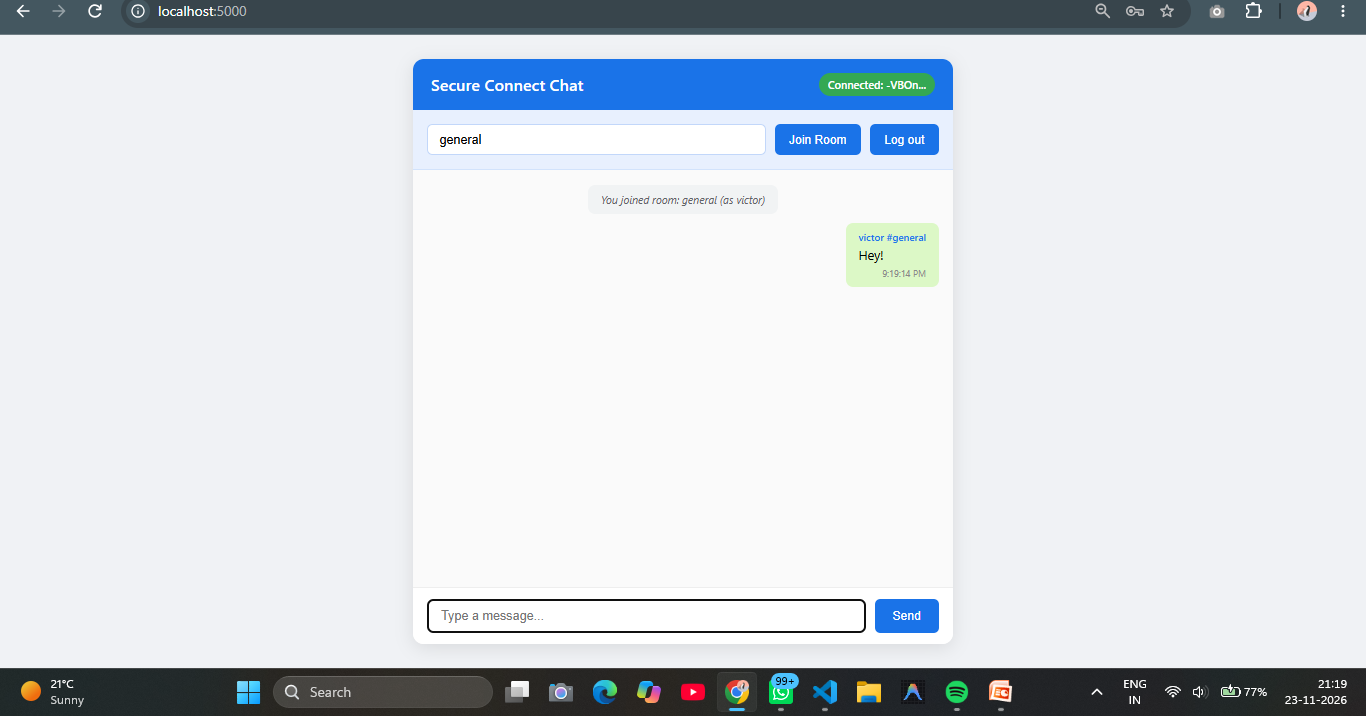 localhost:5000
Secure Connect Chat
Connected: -VBOn...
general
Join Room
Log out
You joined room: general (as victor)
victor #general
Hey!
9:19:14 PM
Type a message...
Send
21°C
Sunny
Search
99+
ENG
IN
77%
21:19
23-11-2026